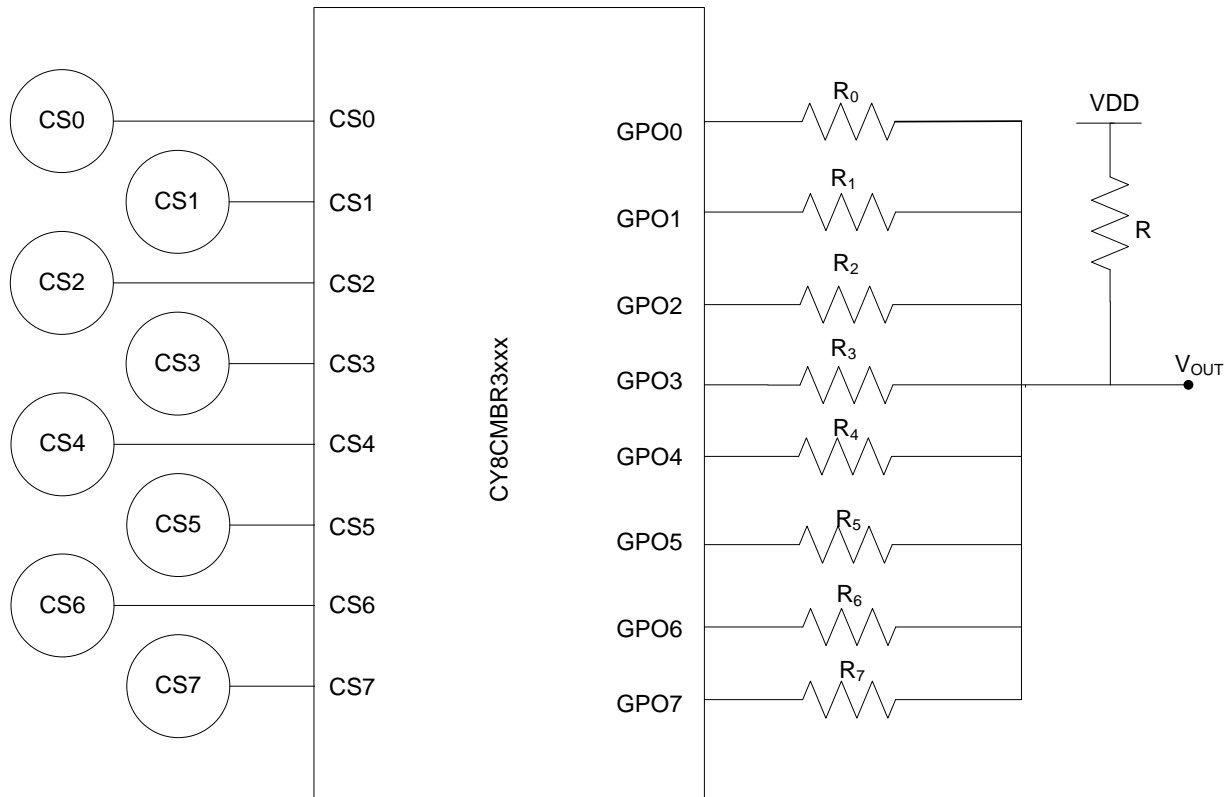 CS0
CS1
CS2
CS3
CS4
CS5
CS6
CS7
CS0
CS1
CS2
CS3
CS4
CS5
CS6
CS7
CY8CMBR3xxx
GPO0
GPO1
GPO2
GPO3
GPO4
GPO5
GPO6
GPO7
R₀
R₁
R₂
R₃
R₄
R₅
R₆
R₇
VDD
R
V_OUT